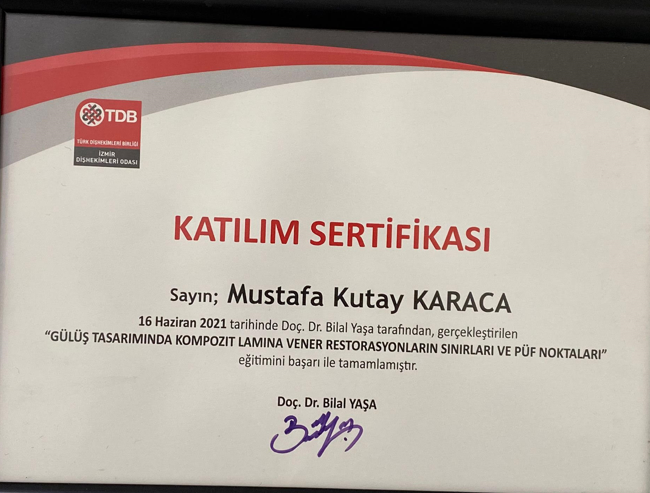 TDB
TÜRK DİŞHEKİMLERİ BİRLİĞİ
İZMİR
DİŞHEKİMLERİ ODASI
KATILIM SERTİFİKASI
Sayın; Mustafa Kutay KARACA
16 Haziran 2021 tarihinde Doç. Dr. Bilal Yaşa tarafından, gerçekleştirilen
“GÜLÜŞ TASARIMINDA KOMPOZIT LAMINA VENER RESTORASYONLARIN SINIRLARI VE PÜF NOKTALARI”
eğitimini başarı ile tamamlamıştır.
Doç. Dr. Bilal YAŞA